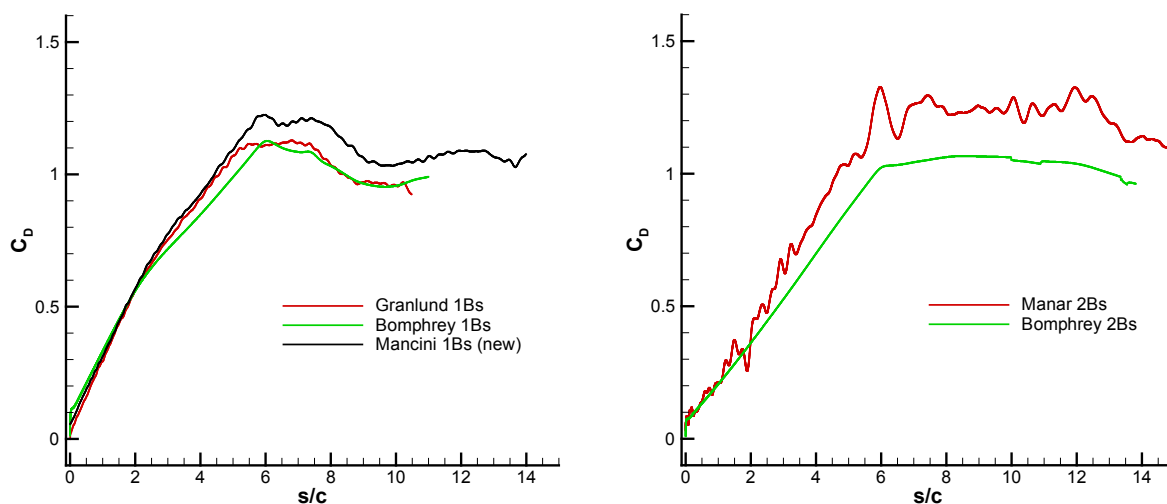 1.5
1
0.5
0
C_D
0 2 4 6 8 10 12 14
s/c
Granlund 1Bs
Bomphrey 1Bs
Mancini 1Bs (new)
1.5
1
0.5
0
C_D
0 2 4 6 8 10 12 14
s/c
Manar 2Bs
Bomphrey 2Bs